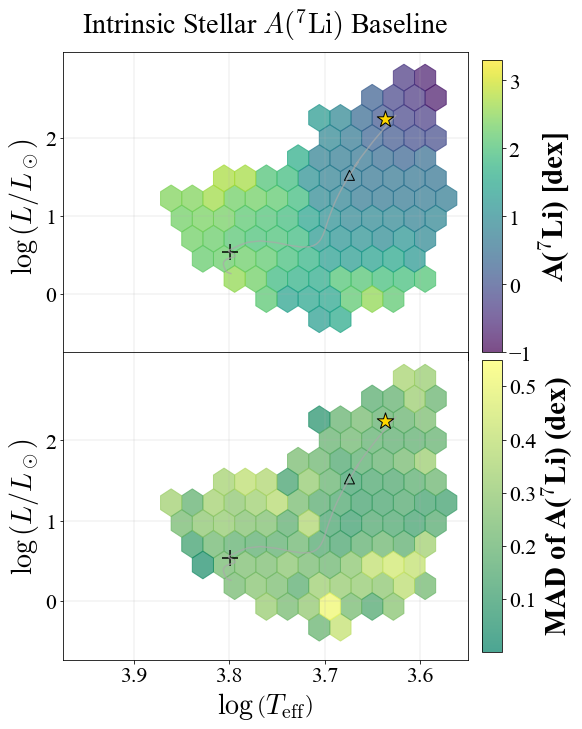 Intrinsic Stellar A(⁷Li) Baseline
log(L/L⊙)
2
1
0
3
2
1
0
−1
A(⁷Li) [dex]
log(L/L⊙)
2
1
0
0.5
0.4
0.3
0.2
0.1
MAD of A(⁷Li) (dex)
3.9 3.8 3.7 3.6
log(T_eff)